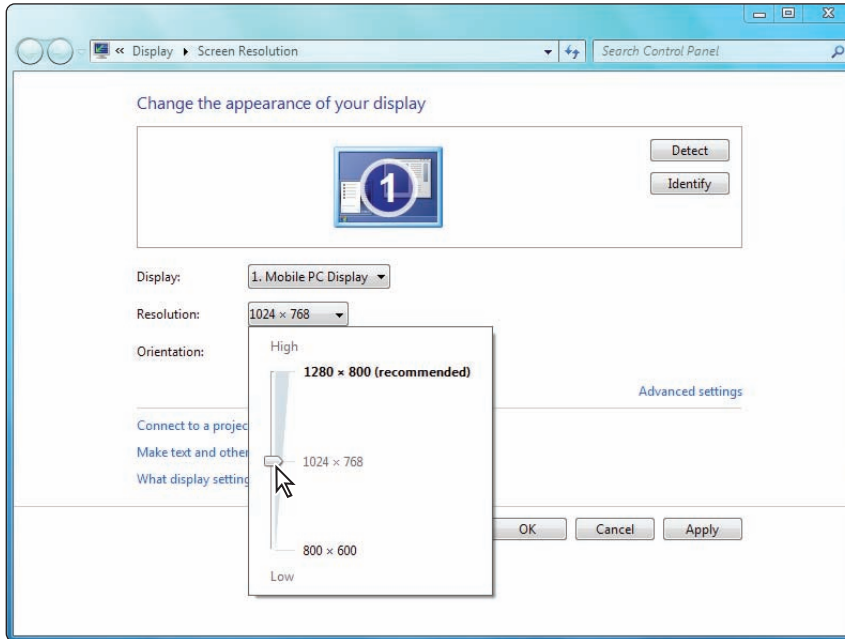 « Display ▸ Screen Resolution
Search Control Panel
Change the appearance of your display
1
Detect
Identify
Display: 1. Mobile PC Display
Resolution: 1024 × 768
Orientation:
High
1280 × 800 (recommended)
Advanced settings
Connect to a projec
Make text and other
1024 × 768
What display setting
OK Cancel Apply
800 × 600
Low